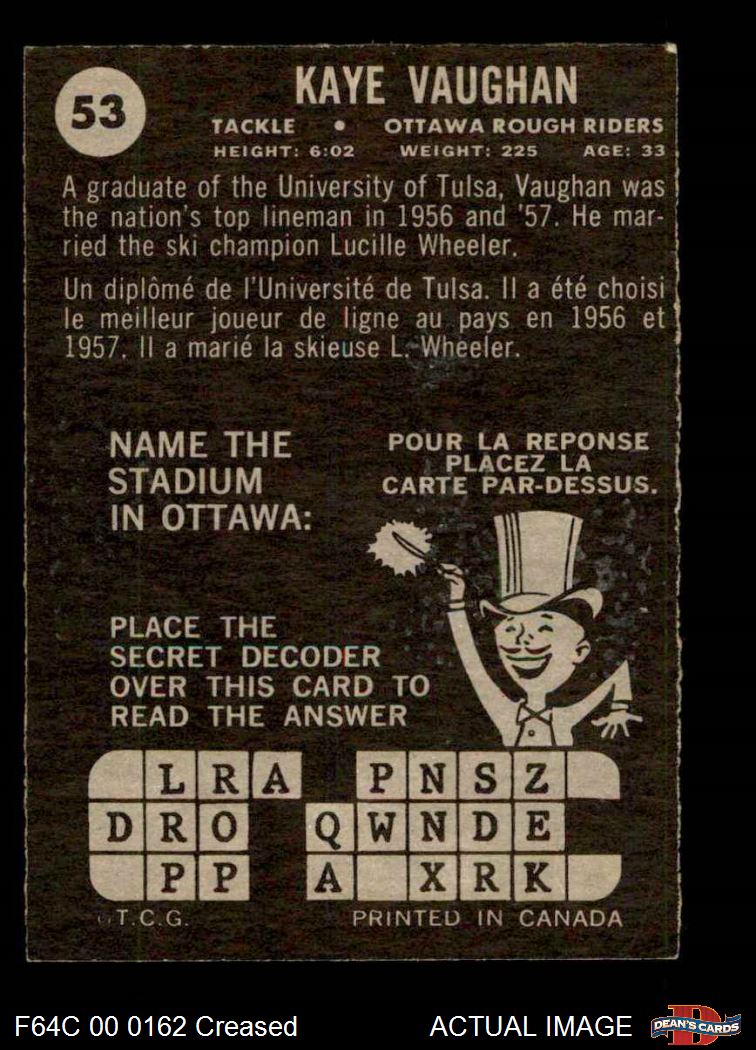 53
KAYE VAUGHAN
TACKLE • OTTAWA ROUGH RIDERS
HEIGHT: 6:02 WEIGHT: 225 AGE: 33
A graduate of the University of Tulsa, Vaughan was
the nation's top lineman in 1956 and '57. He mar-
ried the ski champion Lucille Wheeler.
Un diplômé de l'Université de Tulsa. Il a été choisi
le meilleur joueur de ligne au pays en 1956 et
1957. Il a marié la skieuse L. Wheeler.
NAME THE
STADIUM
IN OTTAWA:
POUR LA REPONSE
PLACEZ LA
CARTE PAR-DESSUS.
PLACE THE
SECRET DECODER
OVER THIS CARD TO
READ THE ANSWER
L R A P N S Z
D R O Q W N D E
P P A X R K
T.C.G. PRINTED IN CANADA
F64C 00 0162 Creased ACTUAL IMAGE
D
DEAN'S CARDS